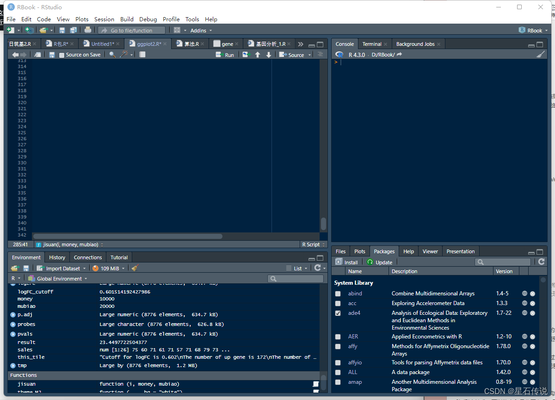 RBook - RStudio
File Edit Code View Plots Session Build Debug Profile Tools Help
Go to file/function
Addins
RBook
R扎.R*
Untitled1*
ggplot2.R*
算法.R
gene
基因分析_1.R
Source on Save
Run
Source
313
314
315
316
317
318
319
320
321
322
323
324
325
326
327
328
329
330
331
332
333
334
335
336
337
338
339
340
341
285:41
jisuan(i, money, mubiao)
R Script
Console Terminal Background Jobs
R 4.3.0 · D:/RBook/
>
Environment History Connections Tutorial
Import Dataset
109 MiB
List
R
Global Environment
logFC_cutoff 0.601514192427986
money 10000
mubiao 20000
p.adj Large numeric (8776 elements, 634.7 kB)
probes Large character (8776 elements, 626.8 kB)
pvals Large numeric (8776 elements, 634.7 kB)
result 23.4497722504377
sales num [1:26] 75 60 71 61 71 57 71 68 79 73 ...
this_tile "Cutoff for logFC is 0.602\nThe number of up gene is 172\nThe number of …
tmp Large by (8776 elements, 1.2 MB)
Functions
jisuan function (i, money, mubiao)
Files Plots Packages Help Viewer Presentation
Install Update
Name Description Version
System Library
abind Combine Multidimensional Arrays 1.4-5
acc Exploring Accelerometer Data 1.3.3
ade4 Analysis of Ecological Data: Exploratory 1.7-22
and Euclidean Methods in
Environmental Sciences
AER Applied Econometrics with R 1.2-10
affy Methods for Affymetrix Oligonucleotide 1.78.0
Arrays
affyio Tools for parsing Affymetrix data files 1.70.0
ALL A data package 1.42.0
amap Another Multidimensional Analysis 0.8-19
Package
CSDN @星石传说